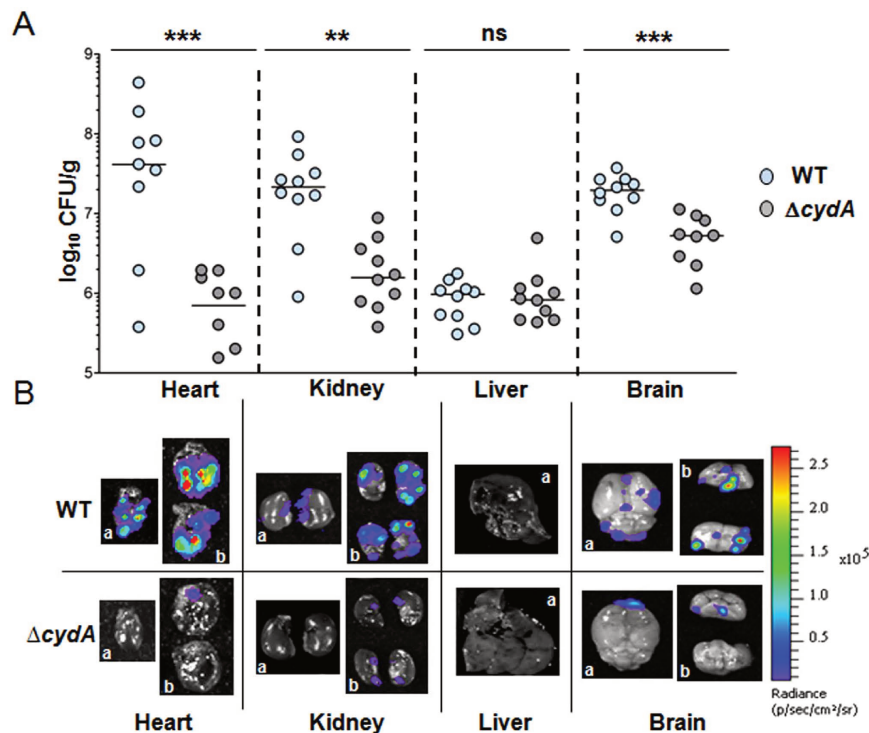 A
*** ** ns ***
9
8
7
6
5
log10 CFU/g
WT
ΔcydA
Heart Kidney Liver Brain
B
WT
a b a b a a b
ΔcydA
a b a b a a b
Heart Kidney Liver Brain
2.5
2.0
1.5
x10^5
1.0
0.5
Radiance
(p/sec/cm²/sr)